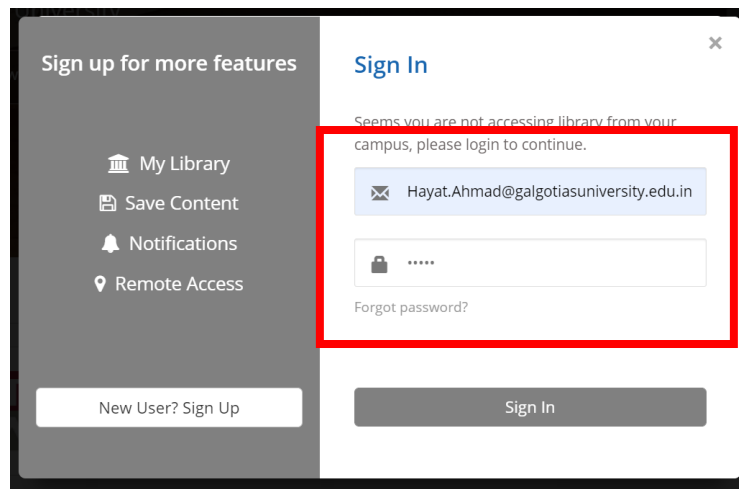 Sign up for more features
My Library
Save Content
Notifications
Remote Access
New User? Sign Up
Sign In
Seems you are not accessing library from your
campus, please login to continue.
Hayat.Ahmad@galgotiasuniversity.edu.in
•••••
Forgot password?
Sign In